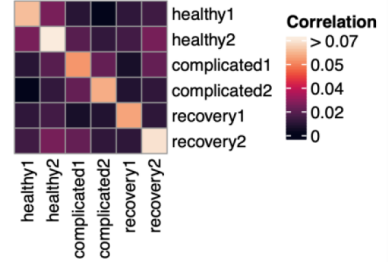 healthy1
healthy2
complicated1
complicated2
recovery1
recovery2
healthy1
healthy2
complicated1
complicated2
recovery1
recovery2
Correlation
> 0.07
0.05
0.04
0.02
0